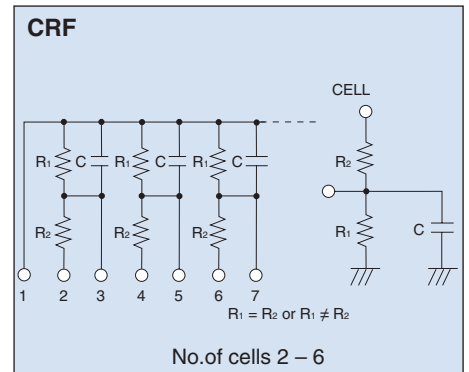 CRF
CELL
R₁ C R₁ C R₁ C R₂
R₂ R₂ R₂ R₁ C
1 2 3 4 5 6 7
R₁ = R₂ or R₁ ≠ R₂
No.of cells 2 – 6